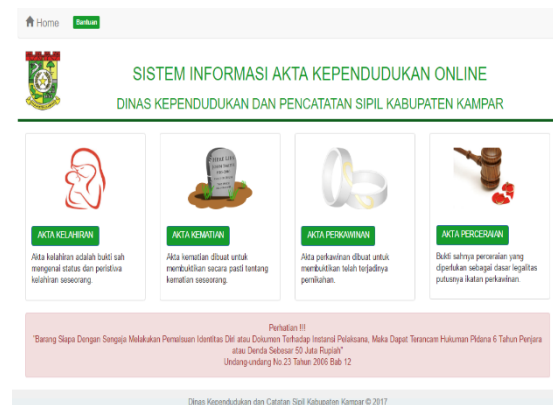 Home Bantuan
SISTEM INFORMASI AKTA KEPENDUDUKAN ONLINE
DINAS KEPENDUDUKAN DAN PENCATATAN SIPIL KABUPATEN KAMPAR
AKTA KELAHIRAN
Akta kelahiran adalah bukti sah
mengenai status dan peristiwa
kelahiran seseorang.
AKTA KEMATIAN
Akta kematian dibuat untuk
membuktikan secara pasti tentang
kematian seseorang.
AKTA PERKAWINAN
Akta perkawinan dibuat untuk
membuktikan telah terjadinya
pernikahan.
AKTA PERCERAIAN
Bukti sahnya perceraian yang
diperlukan sebagai dasar legalitas
putusnya ikatan perkawinan.
Perhatian !!!
"Barang Siapa Dengan Sengaja Melakukan Pemalsuan Identitas Diri atau Dokumen Terhadap Instansi Pelaksana, Maka Dapat Terancam Hukuman Pidana 6 Tahun Penjara
atau Denda Sebesar 50 Juta Rupiah"
Undang-undang No 23 Tahun 2006 Bab 12
Dinas Kependudukan dan Catatan Sipil Kabupaten Kampar © 2017